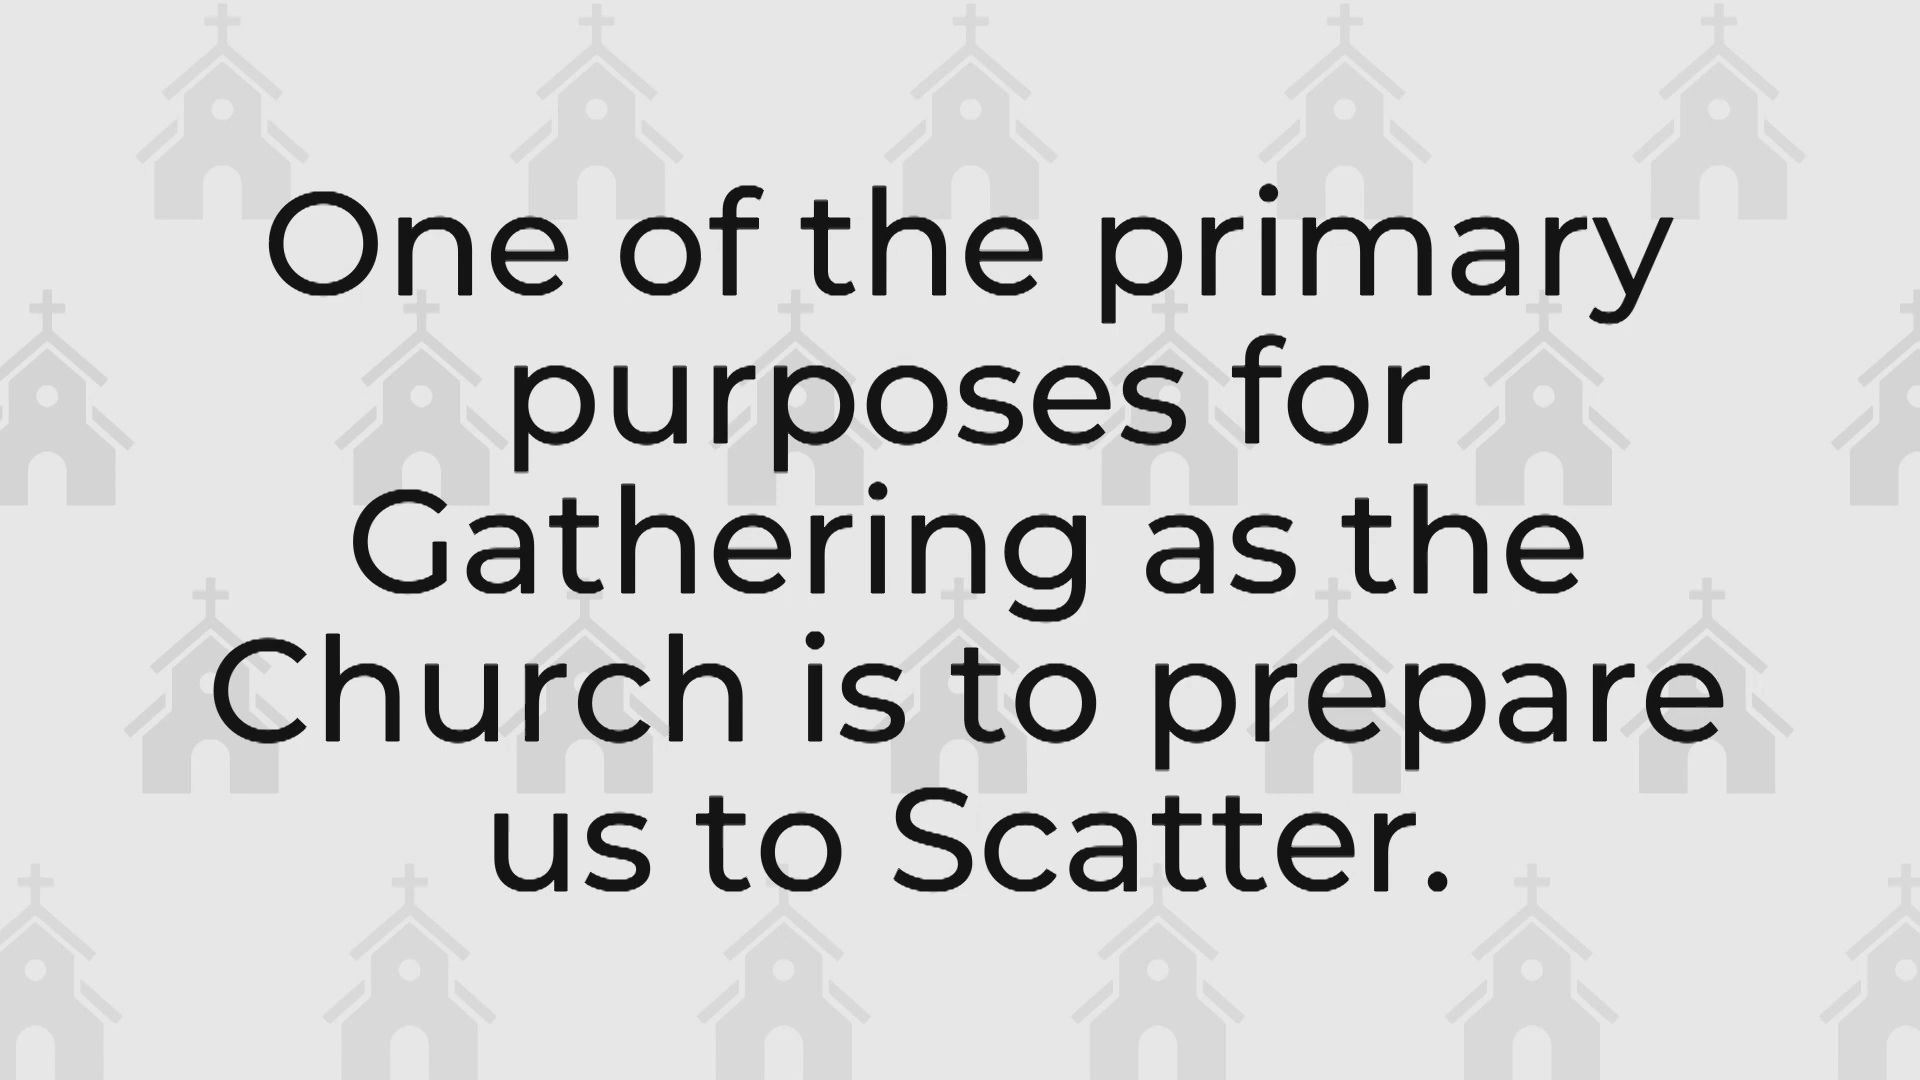 One of the primary
purposes for
Gathering as the
Church is to prepare
us to Scatter.